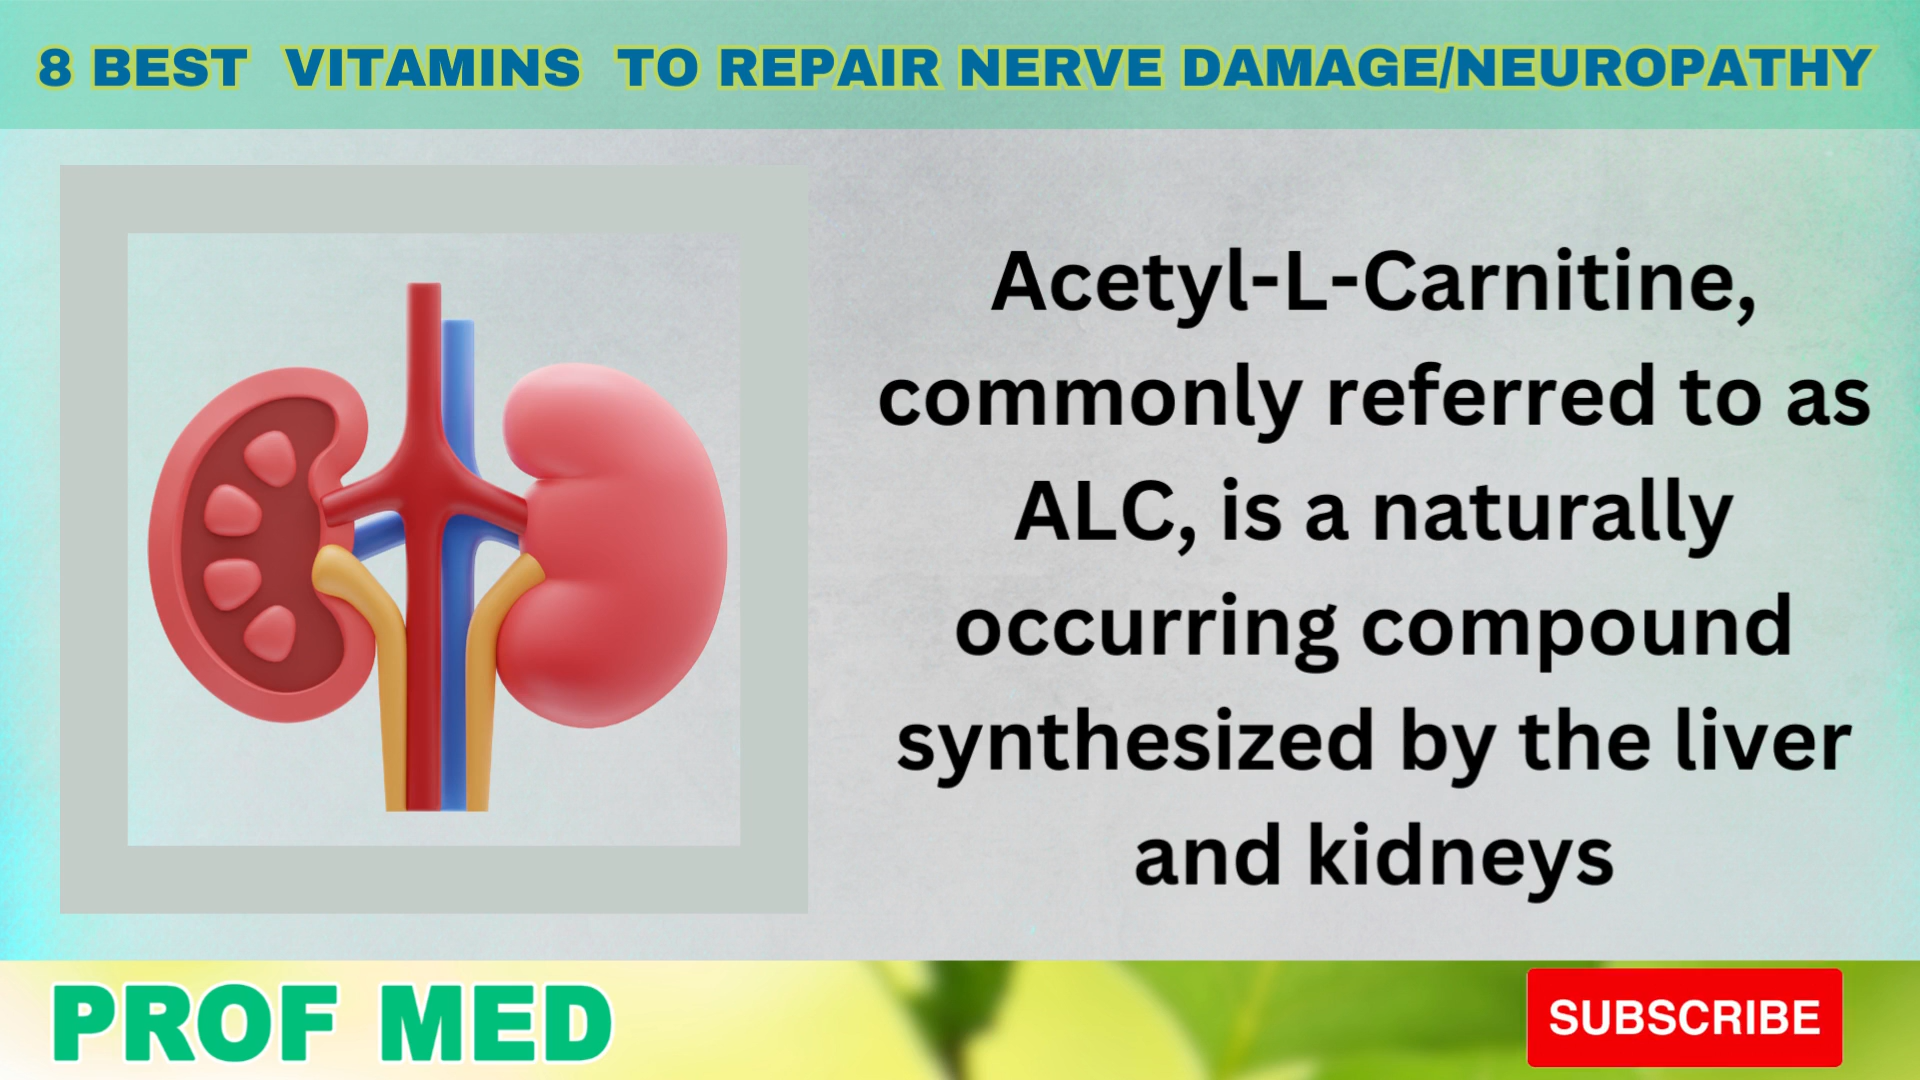 8 BEST VITAMINS TO REPAIR NERVE DAMAGE/NEUROPATHY
Acetyl-L-Carnitine,
commonly referred to as
ALC, is a naturally
occurring compound
synthesized by the liver
and kidneys
PROF MED
SUBSCRIBE